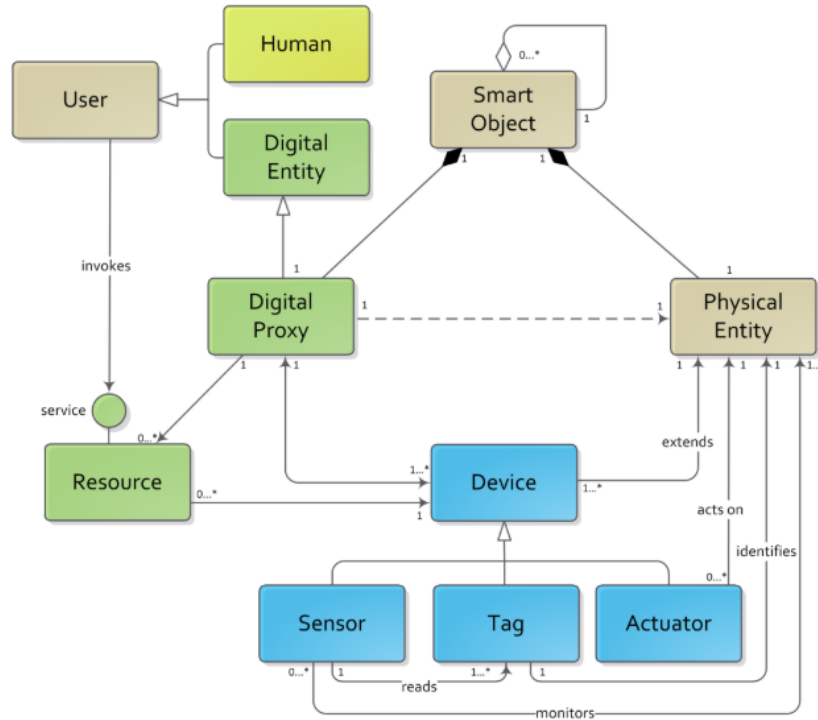 Human
User
0...*
Smart
Object
1
Digital
Entity
1
1
invokes
1
1
Digital
Proxy
1
1
Physical
Entity
1
1
1
1
1
1..
service
0...*
extends
Resource
0...*
1...*
1
Device
1...*
acts on
identifies
0...*
Sensor
Tag
Actuator
0...*
1
1...*
1
reads
monitors